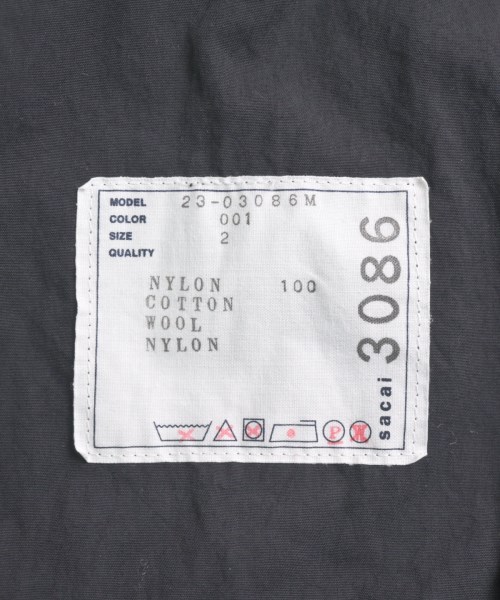 MODEL 23-03086M
COLOR 001
SIZE 2
QUALITY
NYLON 100
COTTON
WOOL
NYLON
P
W
sacai 3086